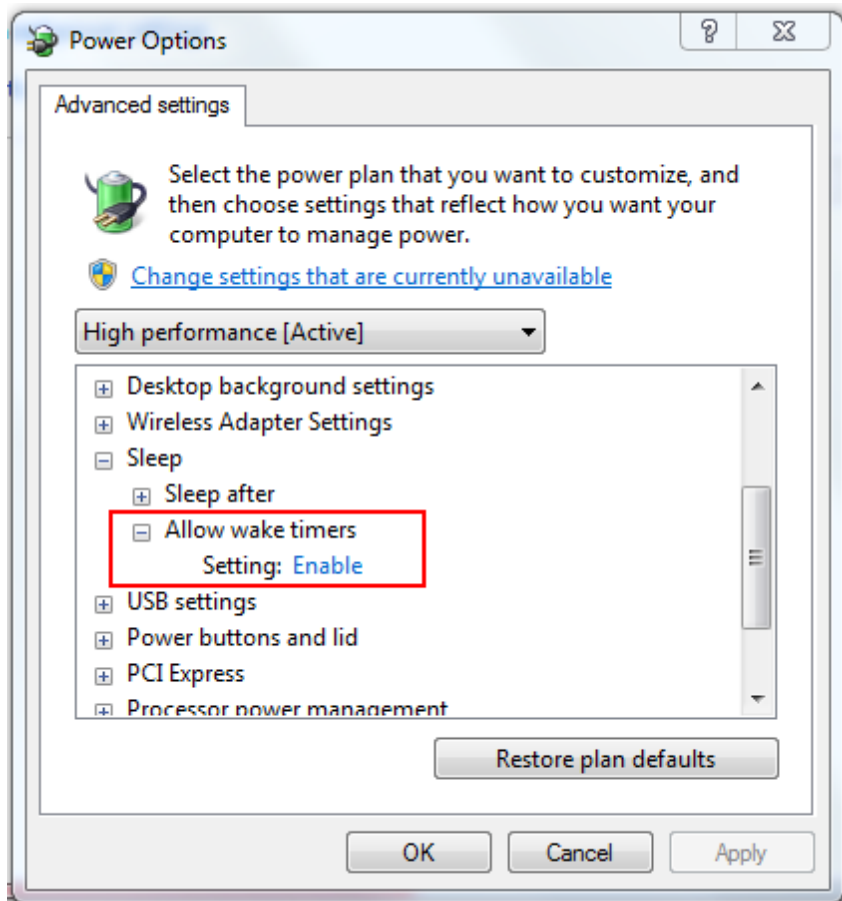 Power Options
Advanced settings
Select the power plan that you want to customize, and
then choose settings that reflect how you want your
computer to manage power.
Change settings that are currently unavailable
High performance [Active]
Desktop background settings
Wireless Adapter Settings
Sleep
Sleep after
Allow wake timers
Setting: Enable
USB settings
Power buttons and lid
PCI Express
Processor power management
Restore plan defaults
OK Cancel Apply